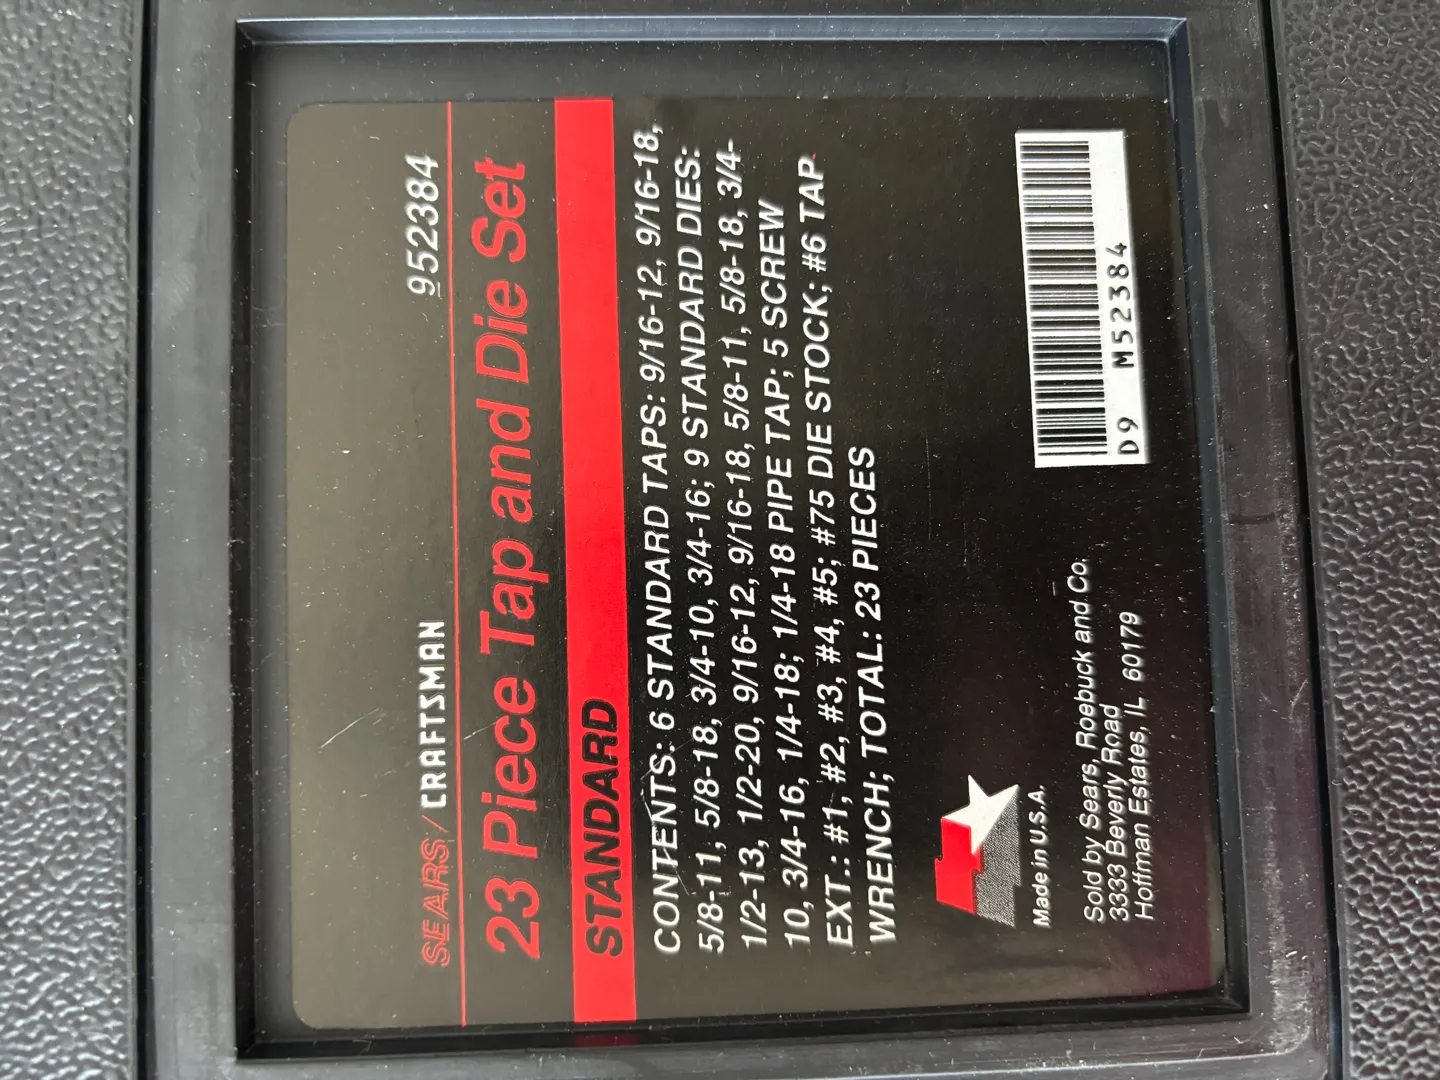 SEARS / CRAFTSMAN 952384
23 Piece Tap and Die Set
STANDARD
CONTENTS: 6 STANDARD TAPS: 9/16-12, 9/16-18,
5/8-11, 5/8-18, 3/4-10, 3/4-16; 9 STANDARD DIES:
1/2-13, 1/2-20, 9/16-12, 9/16-18, 5/8-11, 5/8-18, 3/4-
10, 3/4-16, 1/4-18; 1/4-18 PIPE TAP; 5 SCREW
EXT.: #1, #2, #3, #4, #5; #75 DIE STOCK; #6 TAP
WRENCH; TOTAL: 23 PIECES
Made in U.S.A.
Sold by Sears, Roebuck and Co.
3333 Beverly Road
Hoffman Estates, IL 60179
D9 M52384